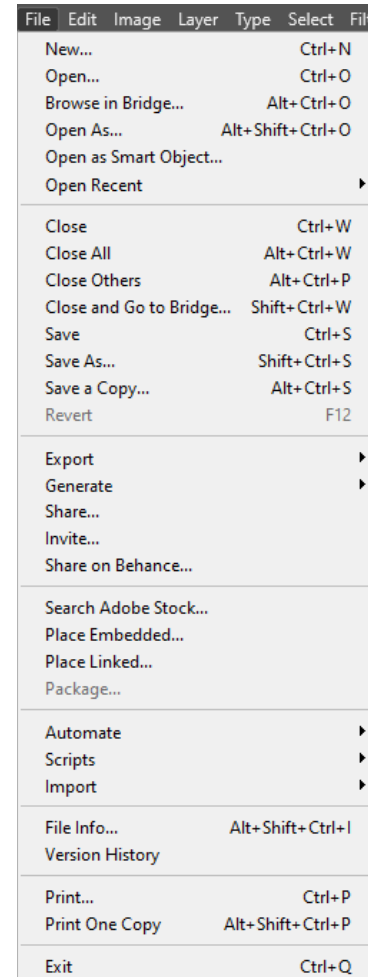 File Edit Image Layer Type Select Filt
New... Ctrl+N
Open... Ctrl+O
Browse in Bridge... Alt+Ctrl+O
Open As... Alt+Shift+Ctrl+O
Open as Smart Object...
Open Recent
Close Ctrl+W
Close All Alt+Ctrl+W
Close Others Alt+Ctrl+P
Close and Go to Bridge... Shift+Ctrl+W
Save Ctrl+S
Save As... Shift+Ctrl+S
Save a Copy... Alt+Ctrl+S
Revert F12
Export
Generate
Share...
Invite...
Share on Behance...
Search Adobe Stock...
Place Embedded...
Place Linked...
Package...
Automate
Scripts
Import
File Info... Alt+Shift+Ctrl+I
Version History
Print... Ctrl+P
Print One Copy Alt+Shift+Ctrl+P
Exit Ctrl+Q